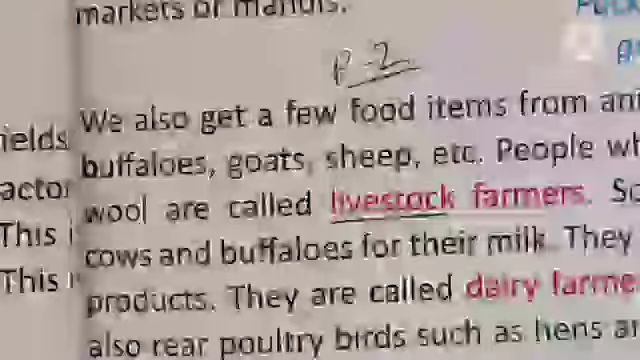 markets or mandis.
P-2
We also get a few food items from ani
buffaloes, goats, sheep, etc. People wh
wool are called livestock farmers. So
cows and buffaloes for their milk. They
products. They are called dairy farme
also rear poultry birds such as hens an
ields
actor
This i
This